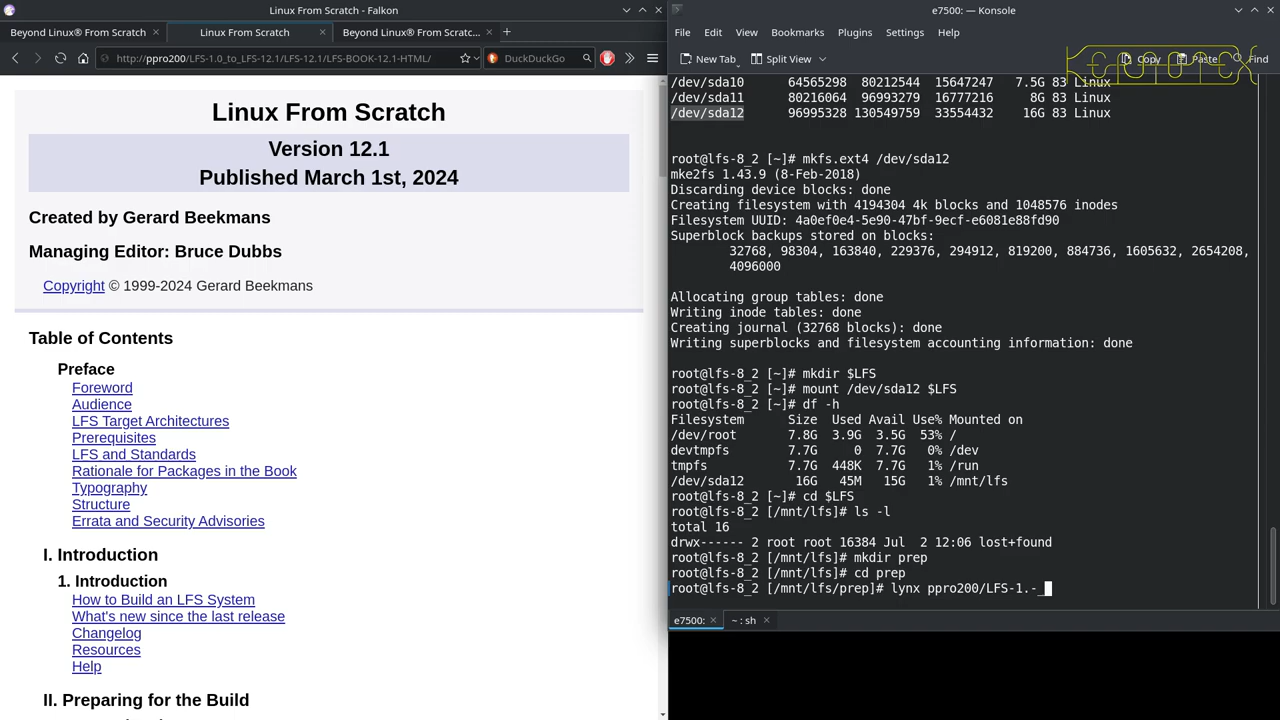 Linux From Scratch - Falkon
Beyond Linux® From Scratch
Linux From Scratch
Beyond Linux® From Scratc...
http://ppro200/LFS-1.0_to_LFS-12.1/LFS-12.1/LFS-BOOK-12.1-HTML/
DuckDuckGo
Linux From Scratch
Version 12.1
Published March 1st, 2024
Created by Gerard Beekmans
Managing Editor: Bruce Dubbs
Copyright © 1999-2024 Gerard Beekmans
Table of Contents
Preface
Foreword
Audience
LFS Target Architectures
Prerequisites
LFS and Standards
Rationale for Packages in the Book
Typography
Structure
Errata and Security Advisories
I. Introduction
1. Introduction
How to Build an LFS System
What's new since the last release
Changelog
Resources
Help
II. Preparing for the Build
e7500: — Konsole
File Edit View Bookmarks Plugins Settings Help
New Tab Split View Copy Paste Find
/dev/sda10 64565298 80212544 15647247 7.5G 83 Linux
/dev/sda11 80216064 96993279 16777216 8G 83 Linux
/dev/sda12 96995328 130549759 33554432 16G 83 Linux
root@lfs-8_2 [~]# mkfs.ext4 /dev/sda12
mke2fs 1.43.9 (8-Feb-2018)
Discarding device blocks: done
Creating filesystem with 4194304 4k blocks and 1048576 inodes
Filesystem UUID: 4a0ef0e4-5e90-47bf-9ecf-e6081e88fd90
Superblock backups stored on blocks:
32768, 98304, 163840, 229376, 294912, 819200, 884736, 1605632, 2654208,
4096000
Allocating group tables: done
Writing inode tables: done
Creating journal (32768 blocks): done
Writing superblocks and filesystem accounting information: done
root@lfs-8_2 [~]# mkdir $LFS
root@lfs-8_2 [~]# mount /dev/sda12 $LFS
root@lfs-8_2 [~]# df -h
Filesystem Size Used Avail Use% Mounted on
/dev/root 7.8G 3.9G 3.5G 53% /
devtmpfs 7.7G 0 7.7G 0% /dev
tmpfs 7.7G 448K 7.7G 1% /run
/dev/sda12 16G 45M 15G 1% /mnt/lfs
root@lfs-8_2 [~]# cd $LFS
root@lfs-8_2 [/mnt/lfs]# ls -l
total 16
drwx------ 2 root root 16384 Jul 2 12:06 lost+found
root@lfs-8_2 [/mnt/lfs]# mkdir prep
root@lfs-8_2 [/mnt/lfs]# cd prep
root@lfs-8_2 [/mnt/lfs/prep]# lynx ppro200/LFS-1.-_
e7500: ~ : sh